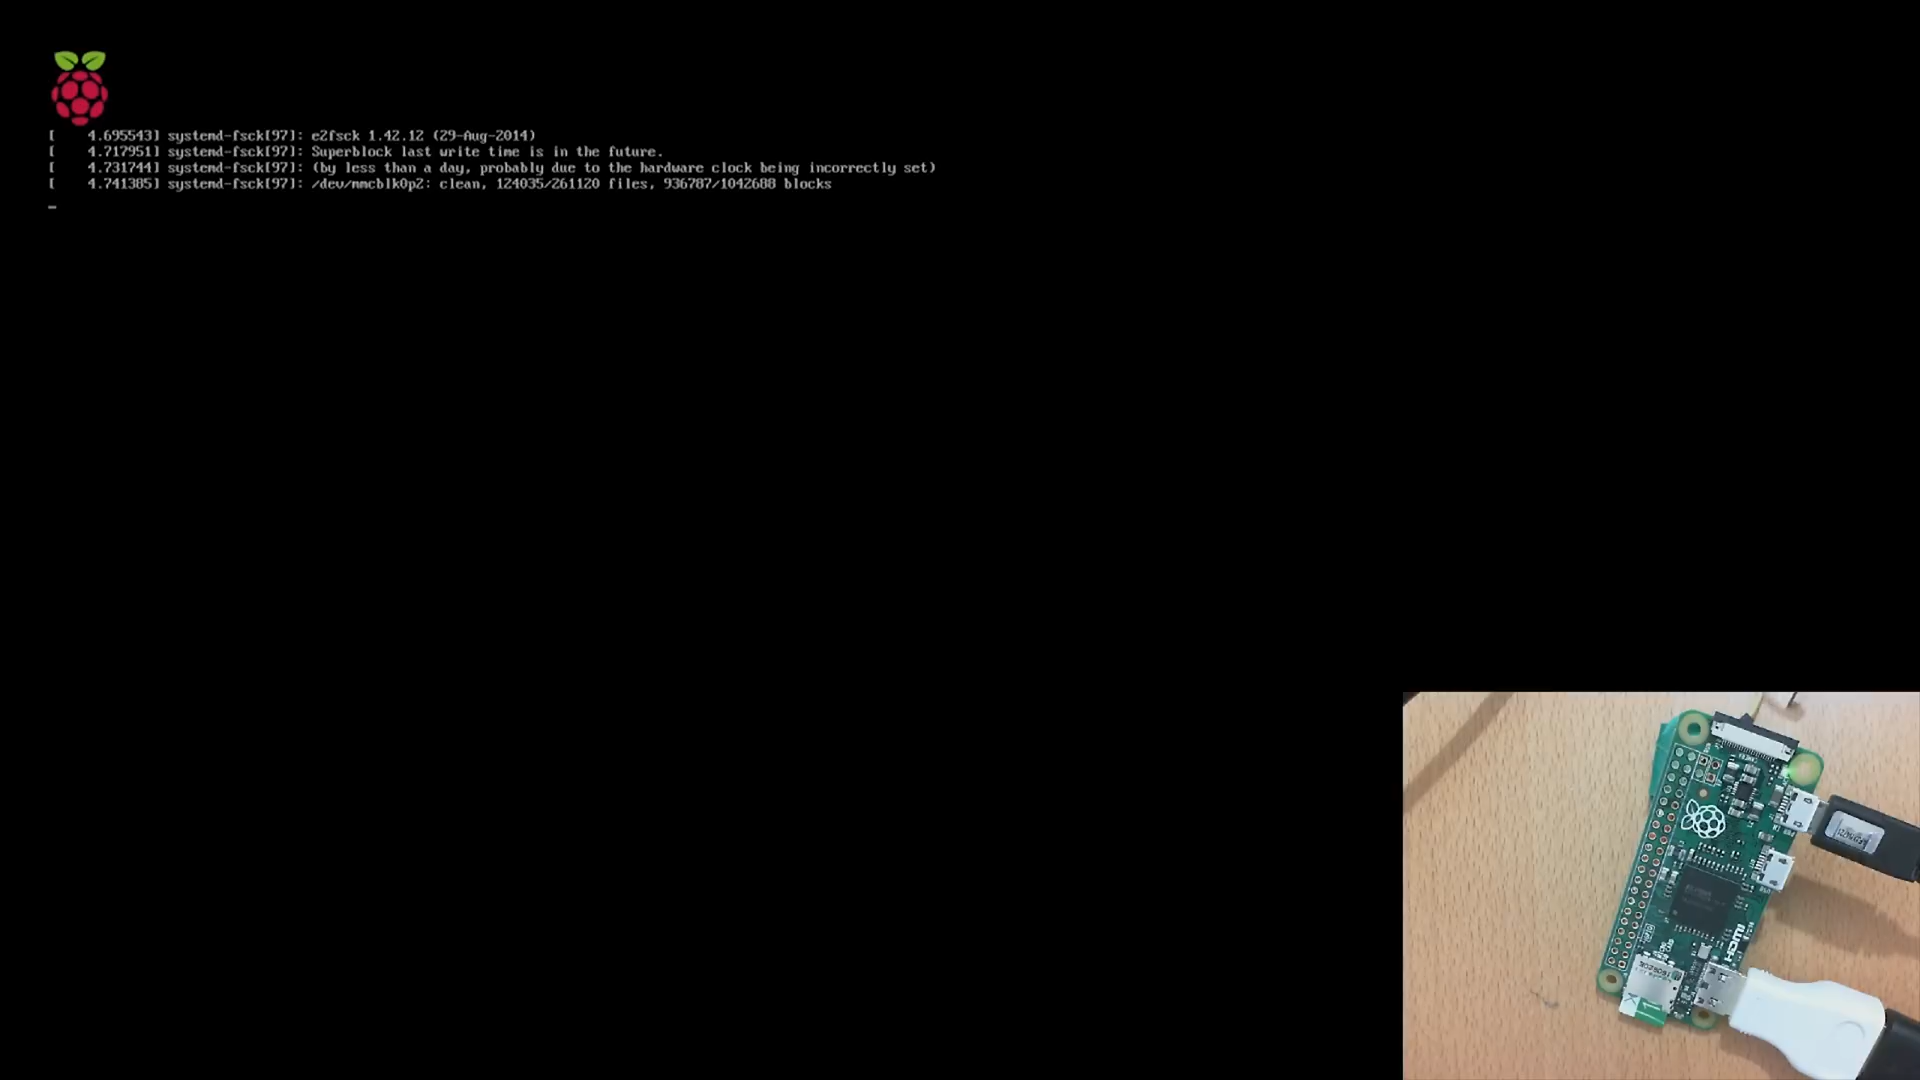 [    4.695543] systemd-fsck[97]: e2fsck 1.42.12 (29-Aug-2014)
[    4.717951] systemd-fsck[97]: Superblock last write time is in the future.
[    4.731744] systemd-fsck[97]: (by less than a day, probably due to the hardware clock being incorrectly set)
[    4.741385] systemd-fsck[97]: /dev/mmcblk0p2: clean, 124035/261120 files, 936787/1042688 blocks
HDMI